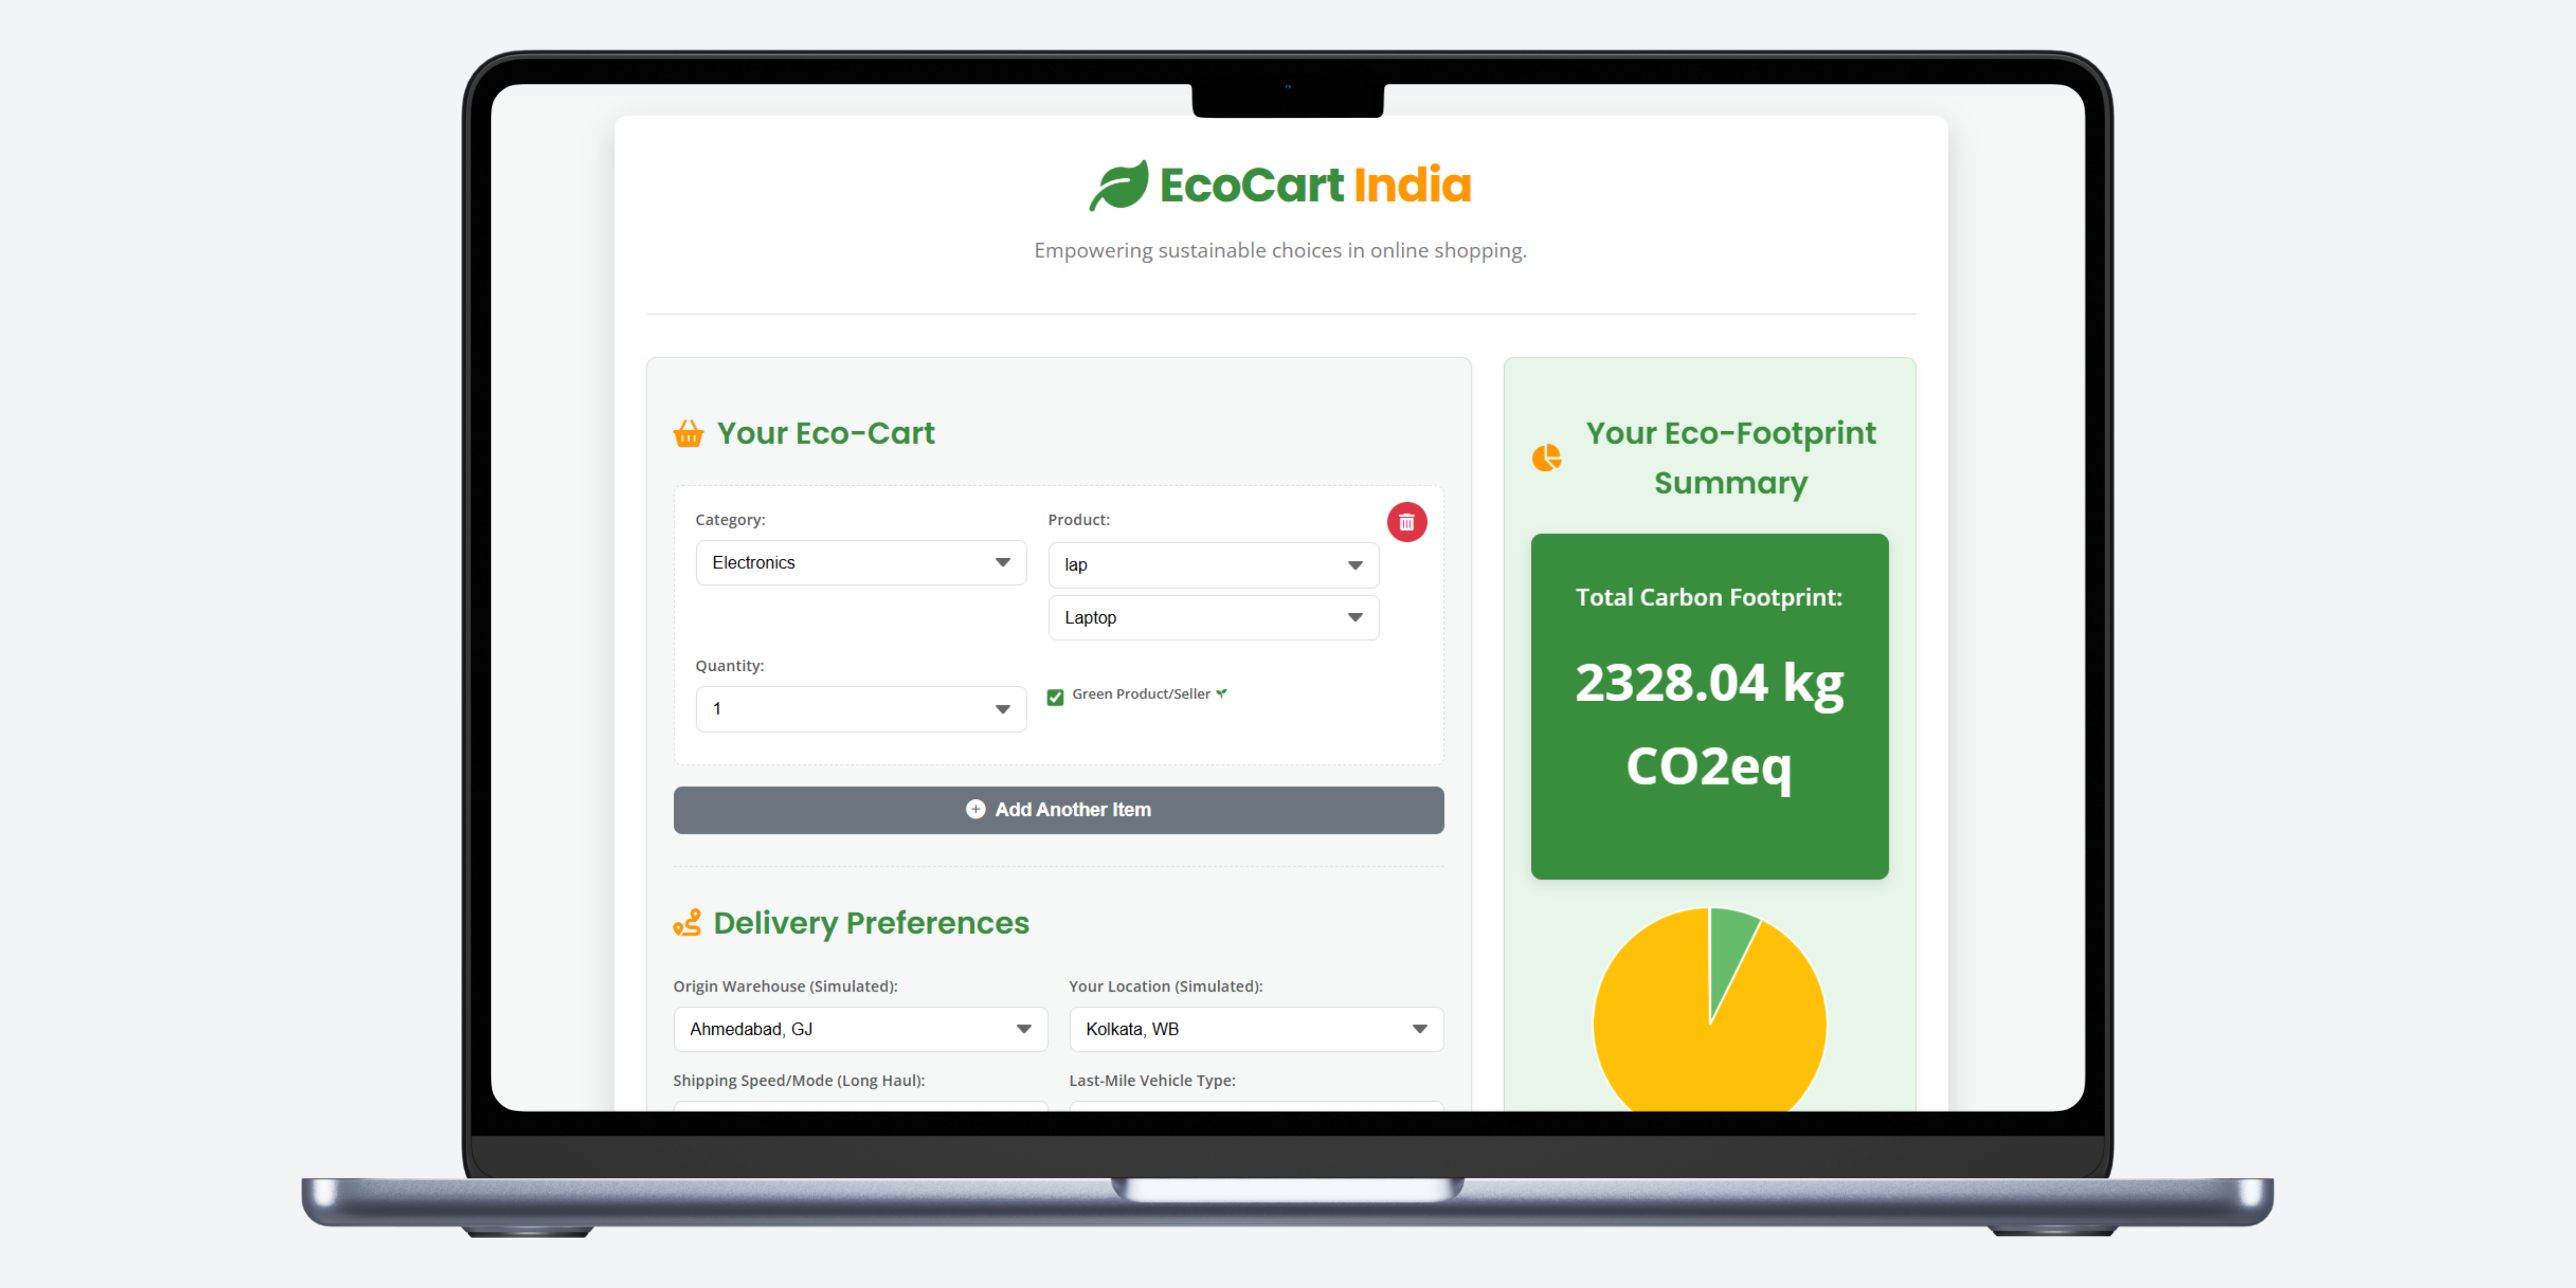 EcoCart India
Empowering sustainable choices in online shopping.
Your Eco-Cart
Category:
Electronics
Product:
lap
Laptop
Quantity:
1
Green Product/Seller
Add Another Item
Delivery Preferences
Origin Warehouse (Simulated):
Ahmedabad, GJ
Your Location (Simulated):
Kolkata, WB
Shipping Speed/Mode (Long Haul):
Last-Mile Vehicle Type:
Your Eco-Footprint
Summary
Total Carbon Footprint:
2328.04 kg
CO2eq